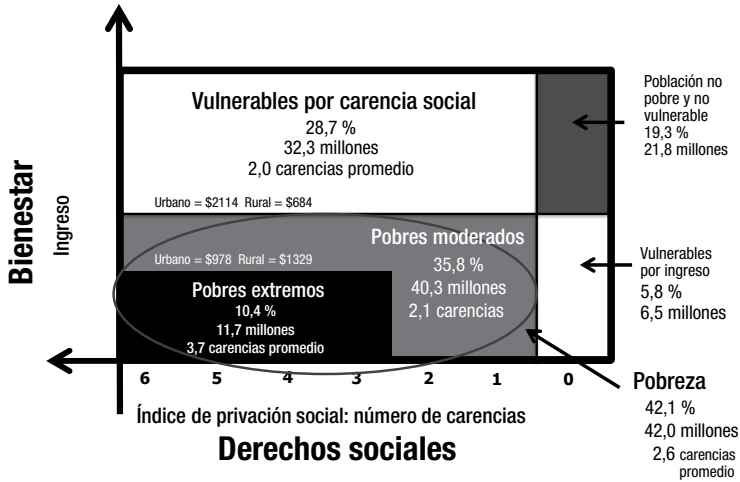 Bienestar
Ingreso
Vulnerables por carencia social
28,7 %
32,3 millones
2,0 carencias promedio
Urbano = $2114 Rural = $684
Población no
pobre y no
vulnerable
19,3 %
21,8 millones
Pobres moderados
35,8 %
40,3 millones
2,1 carencias
Urbano = $978 Rural = $1329
Pobres extremos
10,4 %
11,7 millones
3,7 carencias promedio
Vulnerables
por ingreso
5,8 %
6,5 millones
6 5 4 3 2 1 0
Índice de privación social: número de carencias
Derechos sociales
Pobreza
42,1 %
42,0 millones
2,6 carencias
promedio